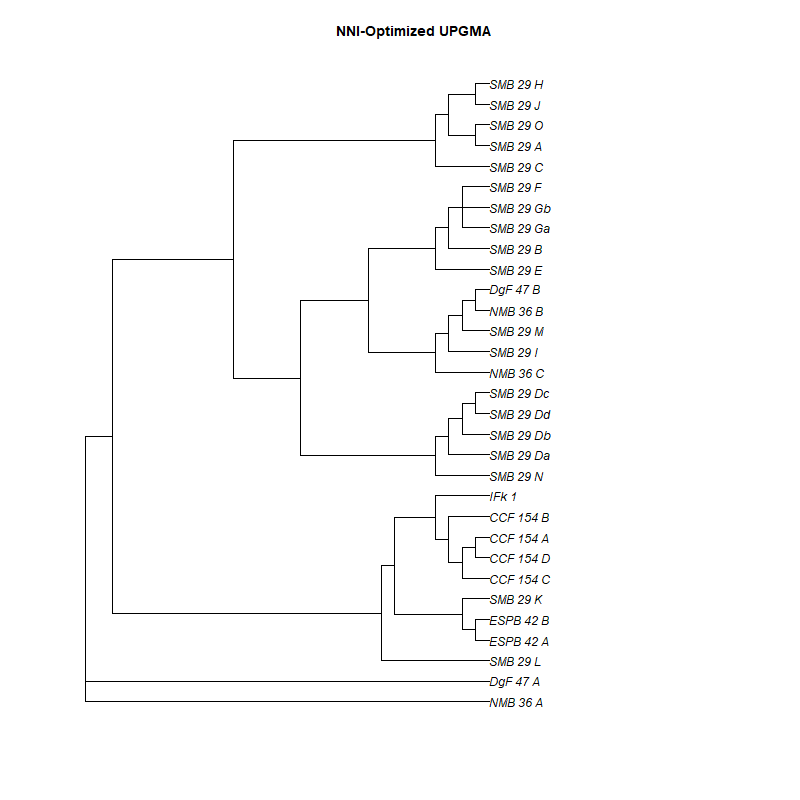 NNI-Optimized UPGMA
SMB 29 H
SMB 29 J
SMB 29 O
SMB 29 A
SMB 29 C
SMB 29 F
SMB 29 Gb
SMB 29 Ga
SMB 29 B
SMB 29 E
DgF 47 B
NMB 36 B
SMB 29 M
SMB 29 I
NMB 36 C
SMB 29 Dc
SMB 29 Dd
SMB 29 Db
SMB 29 Da
SMB 29 N
IFk 1
CCF 154 B
CCF 154 A
CCF 154 D
CCF 154 C
SMB 29 K
ESPB 42 B
ESPB 42 A
SMB 29 L
DgF 47 A
NMB 36 A